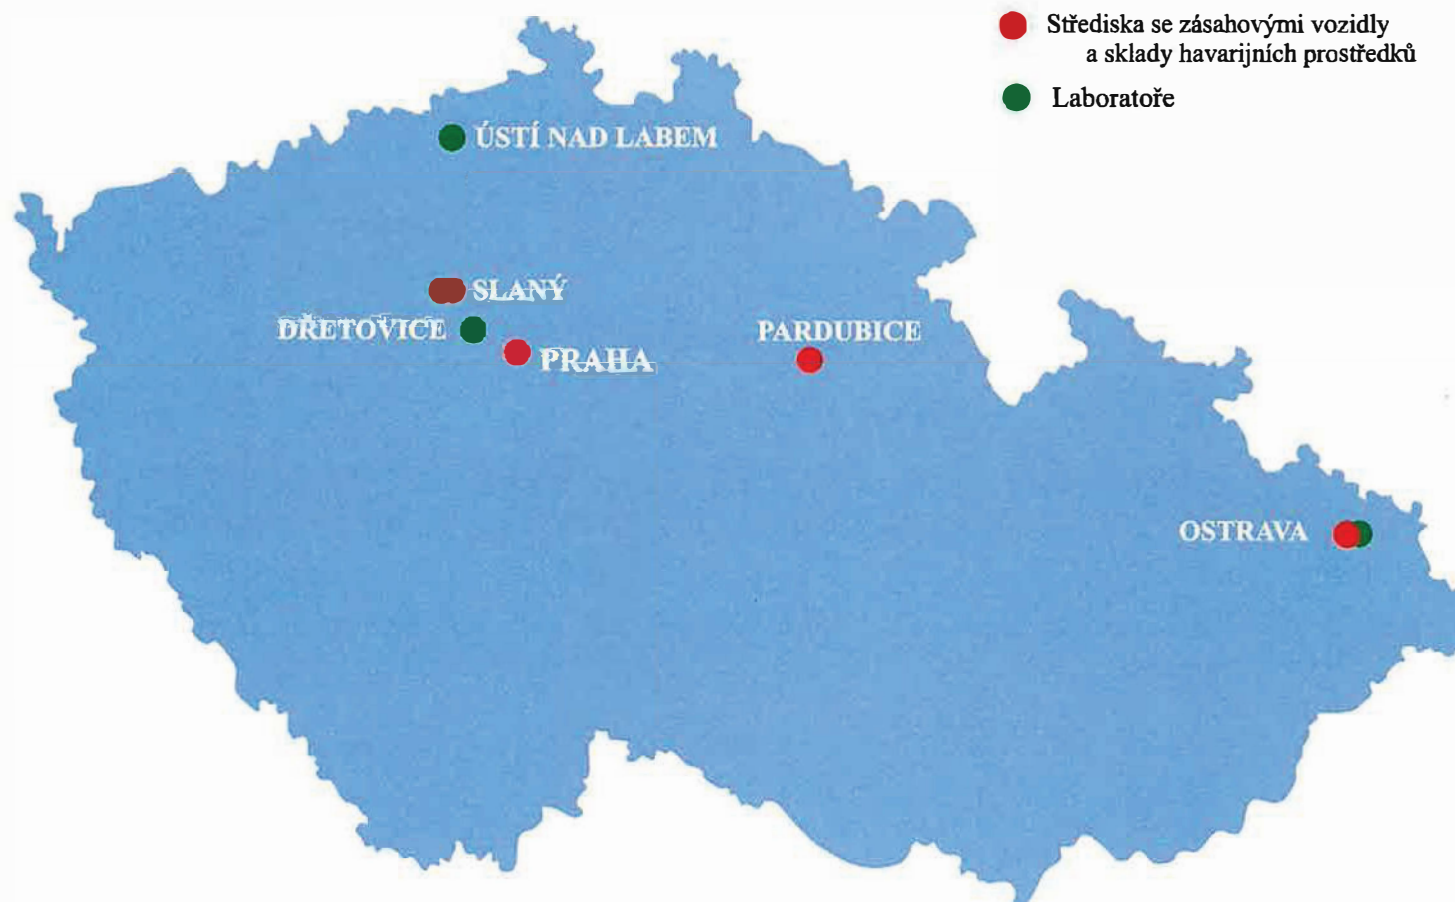 Střediska se zásahovými vozidly
a sklady havarijních prostředků
Laboratoře
ÚSTÍ NAD LABEM
SLANÝ
DŘETOVICE
PRAHA
PARDUBICE
OSTRAVA